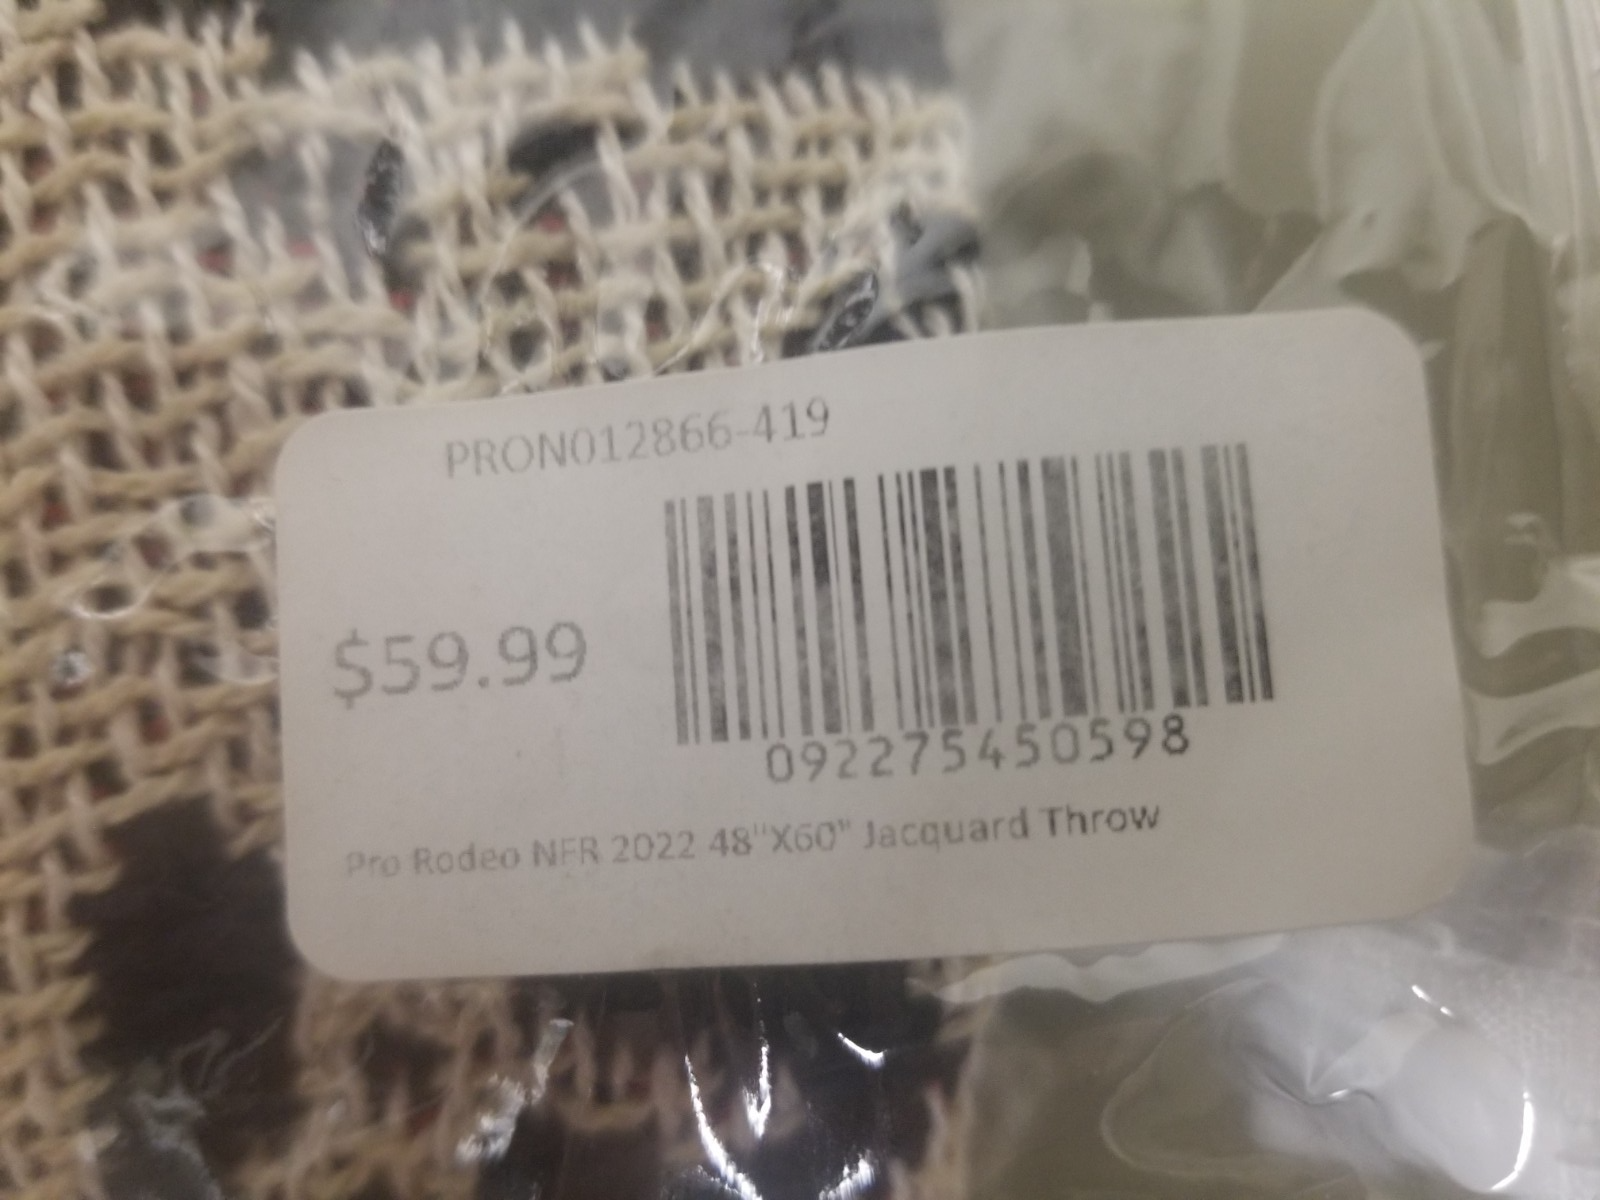 PRON012866-419
$59.99
092275450598
Pro Rodeo NFR 2022 48"X60" Jacquard Throw